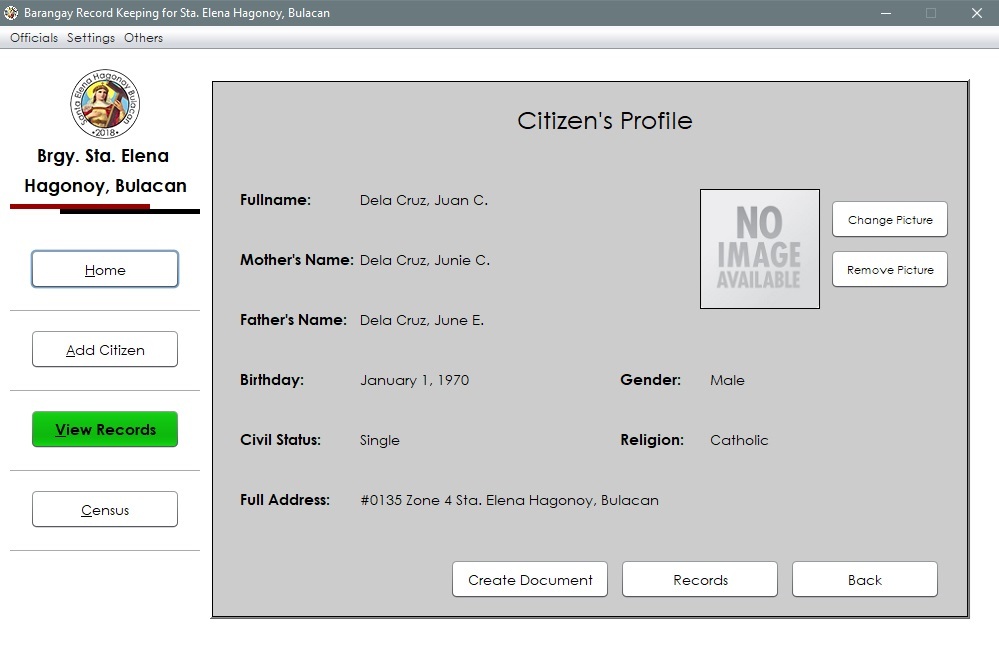 Barangay Record Keeping for Sta. Elena Hagonoy, Bulacan
Officials Settings Others
Santa Elena Hagonoy Bulacan
•2018•
Brgy. Sta. Elena
Hagonoy, Bulacan
Home
Add Citizen
View Records
Census
Citizen's Profile
Fullname: Dela Cruz, Juan C.
Mother's Name: Dela Cruz, Junie C.
Father's Name: Dela Cruz, June E.
Birthday: January 1, 1970 Gender: Male
Civil Status: Single Religion: Catholic
Full Address: #0135 Zone 4 Sta. Elena Hagonoy, Bulacan
NO
IMAGE
AVAILABLE
Change Picture
Remove Picture
Create Document Records Back